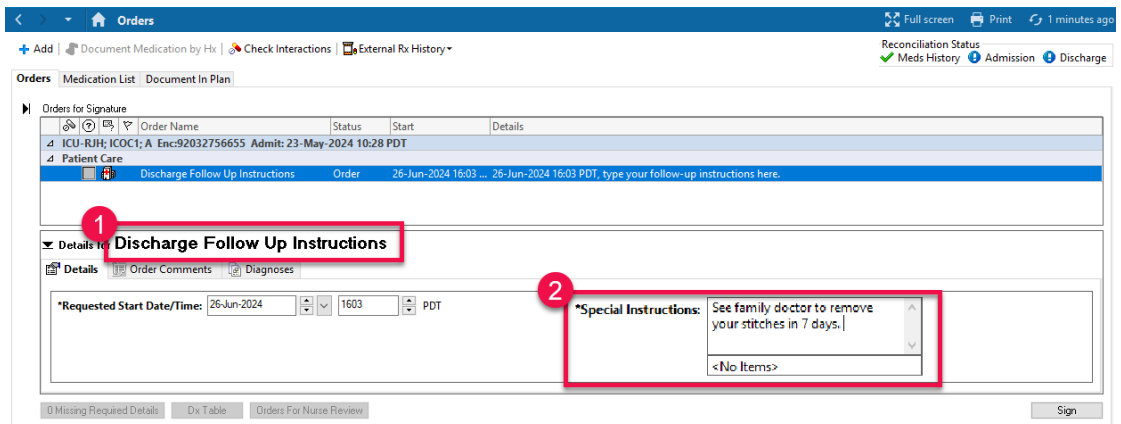 Orders Full screen Print 1 minutes ago
Add Document Medication by Hx Check Interactions External Rx History
Reconciliation Status
Meds History Admission Discharge
Orders Medication List Document In Plan
Orders for Signature
Order Name Status Start Details
ICU-RJH; ICOC1; A Enc:92032756655 Admit: 23-May-2024 10:28 PDT
Patient Care
Discharge Follow Up Instructions Order 26-Jun-2024 16:03 ... 26-Jun-2024 16:03 PDT, type your follow-up instructions here.
1
Details for Discharge Follow Up Instructions
Details Order Comments Diagnoses
2
*Requested Start Date/Time: 26-Jun-2024 1603 PDT
*Special Instructions: See family doctor to remove
your stitches in 7 days.
<No Items>
0 Missing Required Details Dx Table Orders For Nurse Review Sign